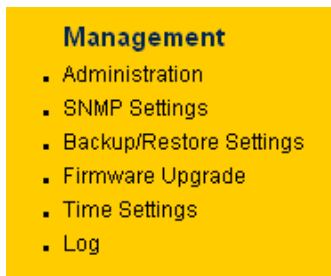 Management
Administration
SNMP Settings
Backup/Restore Settings
Firmware Upgrade
Time Settings
Log